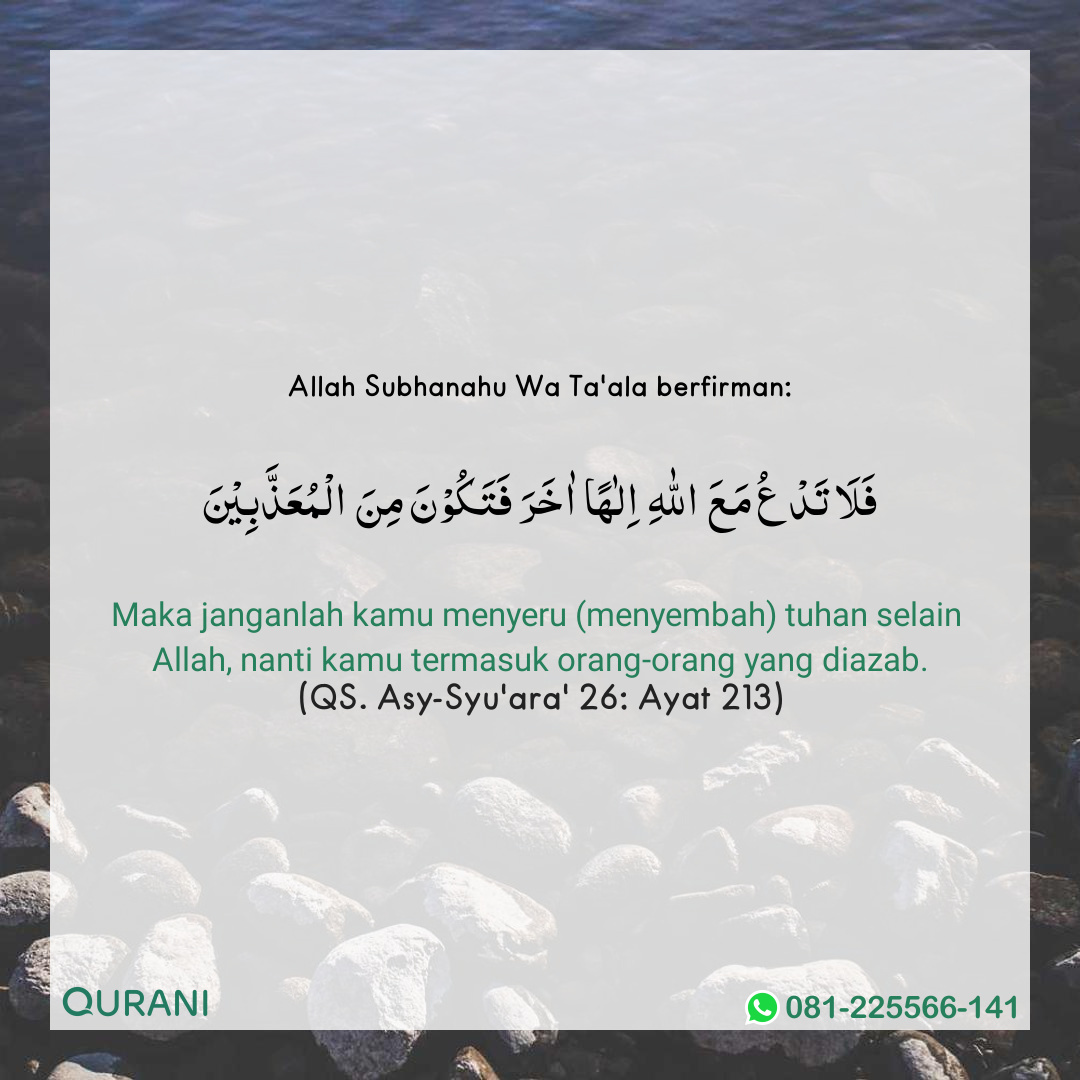 Allah Subhanahu Wa Ta'ala berfirman:
فَلَا تَدْعُ مَعَ اللّٰهِ اِلٰهًا اٰخَرَ فَتَكُوْنَ مِنَ الْمُعَذَّبِيْنَ
Maka janganlah kamu menyeru (menyembah) tuhan selain
Allah, nanti kamu termasuk orang-orang yang diazab.
(QS. Asy-Syu'ara' 26: Ayat 213)
QURANI
081-225566-141